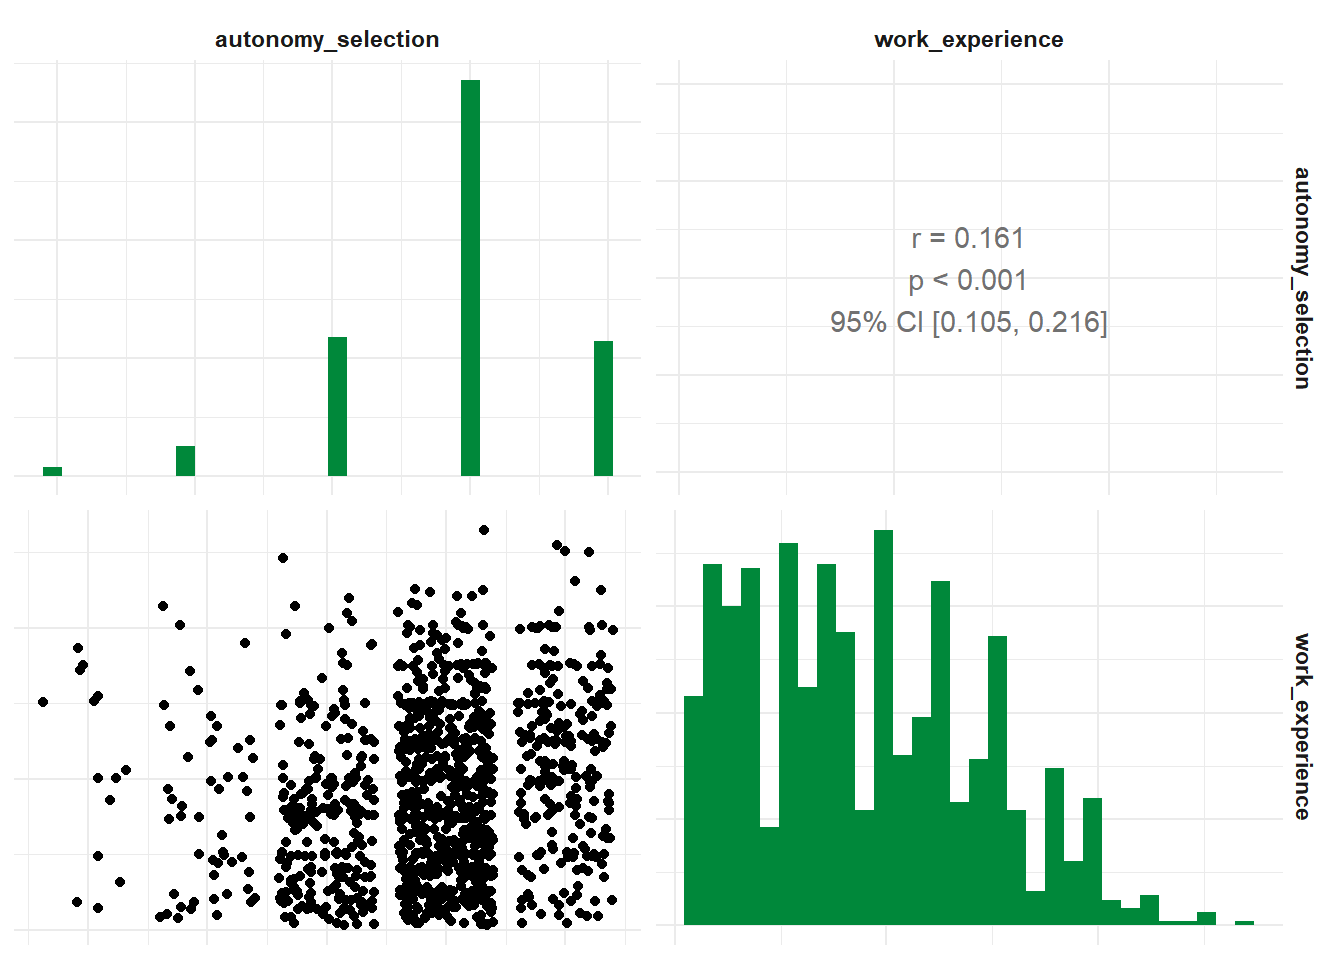 autonomy_selection
work_experience
r = 0.161
p < 0.001
95% CI [0.105, 0.216]
autonomy_selection
work_experience